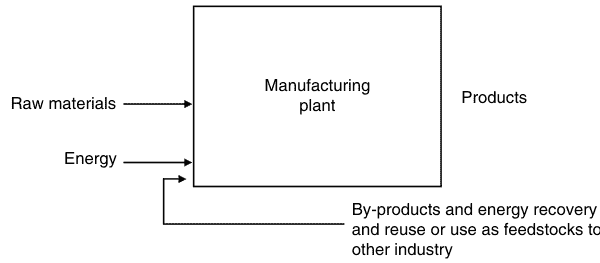 Manufacturing
plant
Raw materials
Products
Energy
By-products and energy recovery
and reuse or use as feedstocks to
other industry